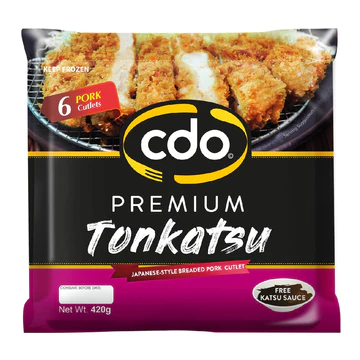 KEEP FROZEN
6 PORK
Cutlets
cdo
PREMIUM
Tonkatsu
JAPANESE-STYLE BREADED PORK CUTLET
FREE
KATSU SAUCE
Net Wt. 420g